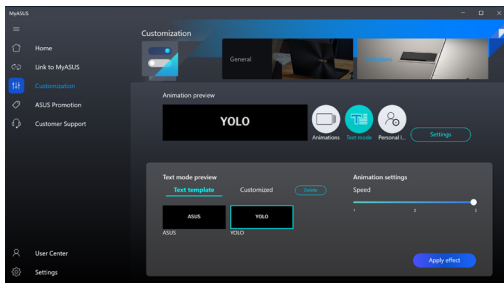 MyASUS
Customization
Home
Link to MyASUS
Customization
ASUS Promotion
Customer Support
User Center
Settings
General
Animation preview
YOLO
Animations
Text mode
Personal I...
Settings
Text mode preview
Text template
Customized
Delete
ASUS
YOLO
ASUS
YOLO
Animation settings
Speed
1 2 3
Apply effect